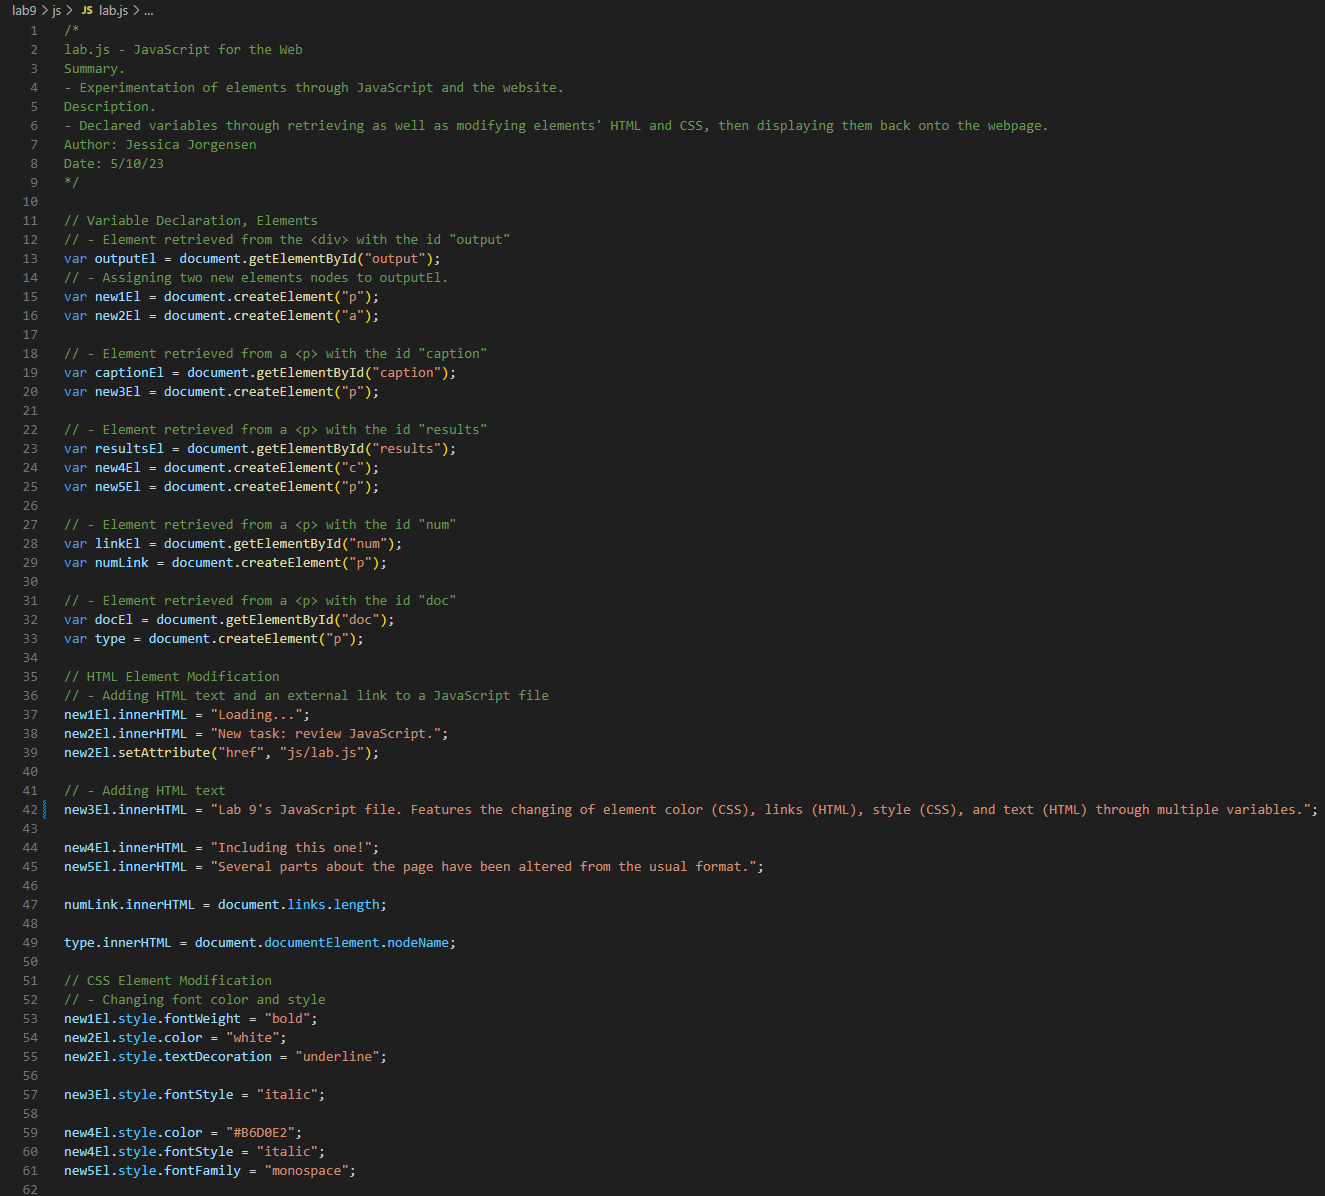 lab9 > js > JS lab.js > ...
1 /*
2 lab.js - JavaScript for the Web
3 Summary.
4 - Experimentation of elements through JavaScript and the website.
5 Description.
6 - Declared variables through retrieving as well as modifying elements' HTML and CSS, then displaying them back onto the webpage.
7 Author: Jessica Jorgensen
8 Date: 5/10/23
9 */
10
11 // Variable Declaration, Elements
12 // - Element retrieved from the <div> with the id "output"
13 var outputEl = document.getElementById("output");
14 // - Assigning two new elements nodes to outputEl.
15 var new1El = document.createElement("p");
16 var new2El = document.createElement("a");
17
18 // - Element retrieved from a <p> with the id "caption"
19 var captionEl = document.getElementById("caption");
20 var new3El = document.createElement("p");
21
22 // - Element retrieved from a <p> with the id "results"
23 var resultsEl = document.getElementById("results");
24 var new4El = document.createElement("c");
25 var new5El = document.createElement("p");
26
27 // - Element retrieved from a <p> with the id "num"
28 var linkEl = document.getElementById("num");
29 var numLink = document.createElement("p");
30
31 // - Element retrieved from a <p> with the id "doc"
32 var docEl = document.getElementById("doc");
33 var type = document.createElement("p");
34
35 // HTML Element Modification
36 // - Adding HTML text and an external link to a JavaScript file
37 new1El.innerHTML = "Loading...";
38 new2El.innerHTML = "New task: review JavaScript.";
39 new2El.setAttribute("href", "js/lab.js");
40
41 // - Adding HTML text
42 new3El.innerHTML = "Lab 9's JavaScript file. Features the changing of element color (CSS), links (HTML), style (CSS), and text (HTML) through multiple variables.";
43
44 new4El.innerHTML = "Including this one!";
45 new5El.innerHTML = "Several parts about the page have been altered from the usual format.";
46
47 numLink.innerHTML = document.links.length;
48
49 type.innerHTML = document.documentElement.nodeName;
50
51 // CSS Element Modification
52 // - Changing font color and style
53 new1El.style.fontWeight = "bold";
54 new2El.style.color = "white";
55 new2El.style.textDecoration = "underline";
56
57 new3El.style.fontStyle = "italic";
58
59 new4El.style.color = "#B6D0E2";
60 new4El.style.fontStyle = "italic";
61 new5El.style.fontFamily = "monospace";
62